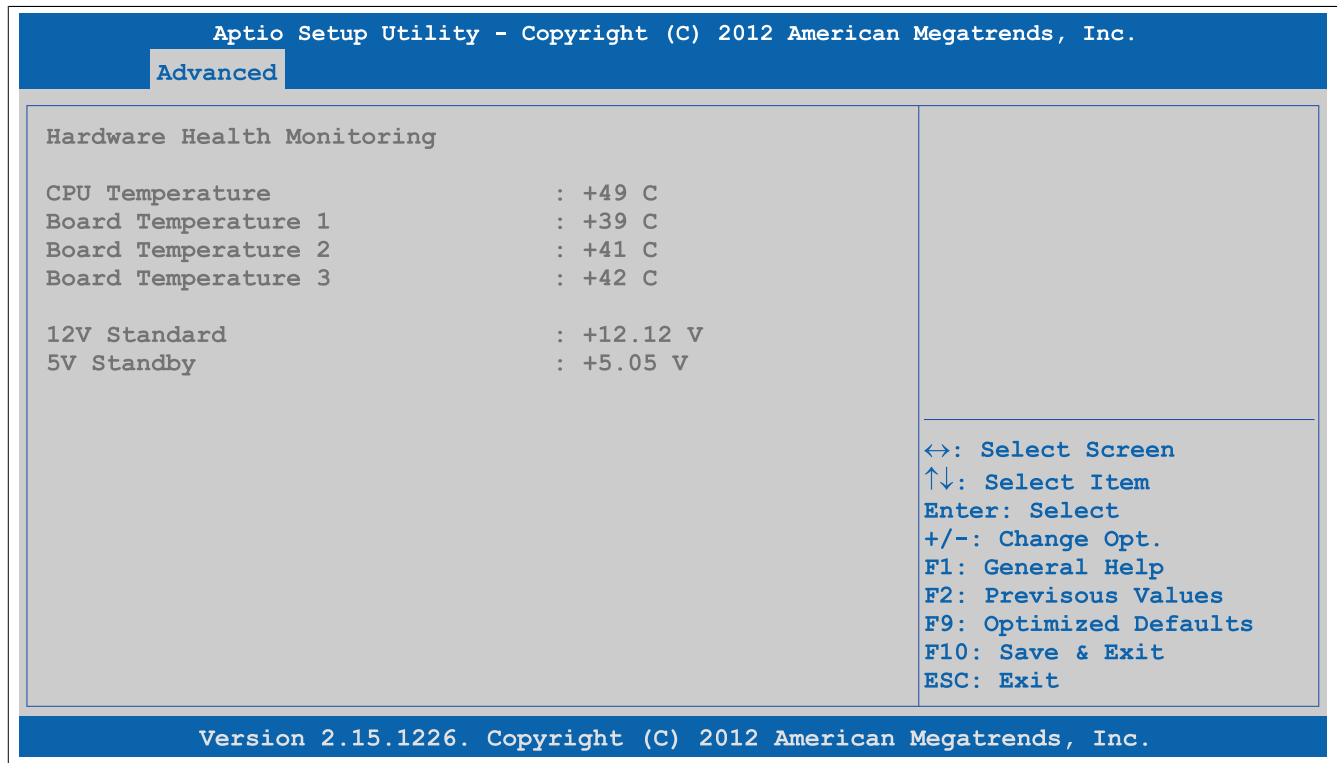 Aptio Setup Utility - Copyright (C) 2012 American Megatrends, Inc.
Advanced
Hardware Health Monitoring
CPU Temperature : +49 C
Board Temperature 1 : +39 C
Board Temperature 2 : +41 C
Board Temperature 3 : +42 C
12V Standard : +12.12 V
5V Standby : +5.05 V
↔: Select Screen
↑↓: Select Item
Enter: Select
+/-: Change Opt.
F1: General Help
F2: Previsous Values
F9: Optimized Defaults
F10: Save & Exit
ESC: Exit
Version 2.15.1226. Copyright (C) 2012 American Megatrends, Inc.